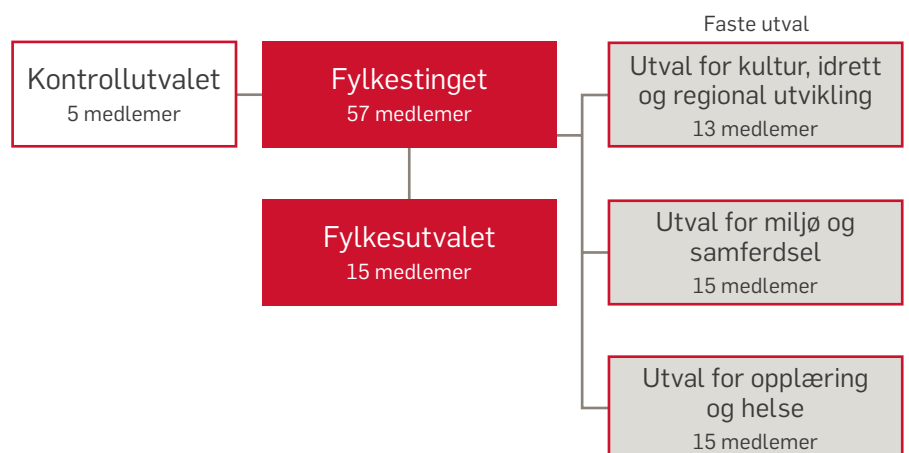 Kontrollutvalet
5 medlemer
Fylkestinget
57 medlemer
Fylkesutvalet
15 medlemer
Faste utval
Utval for kultur, idrett
og regional utvikling
13 medlemer
Utval for miljø og
samferdsel
15 medlemer
Utval for opplæring
og helse
15 medlemer